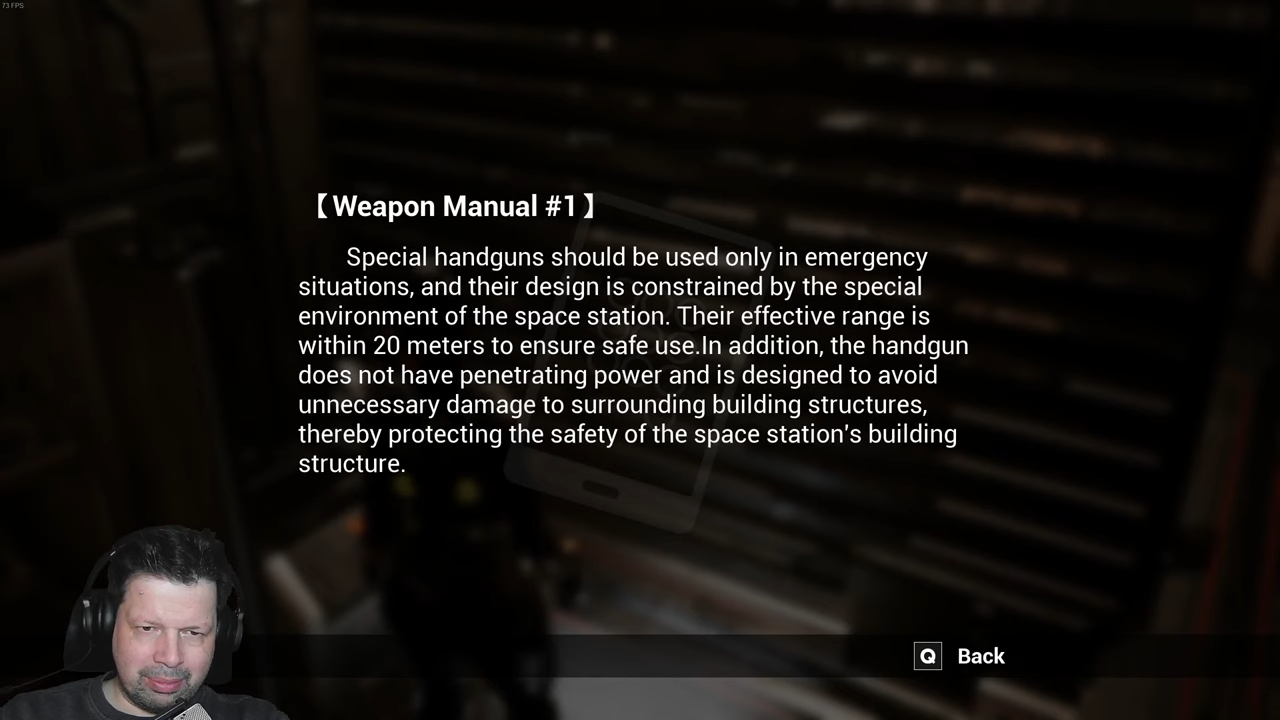 73 FPS
【Weapon Manual #1】
Special handguns should be used only in emergency
situations, and their design is constrained by the special
environment of the space station. Their effective range is
within 20 meters to ensure safe use.In addition, the handgun
does not have penetrating power and is designed to avoid
unnecessary damage to surrounding building structures,
thereby protecting the safety of the space station's building
structure.
Q Back